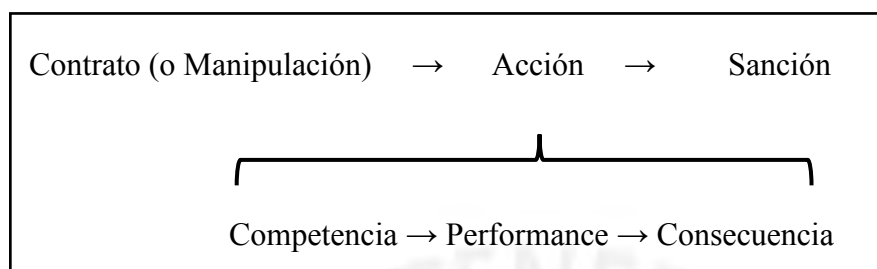 Contrato (o Manipulación) → Acción → Sanción
Competencia → Performance → Consecuencia